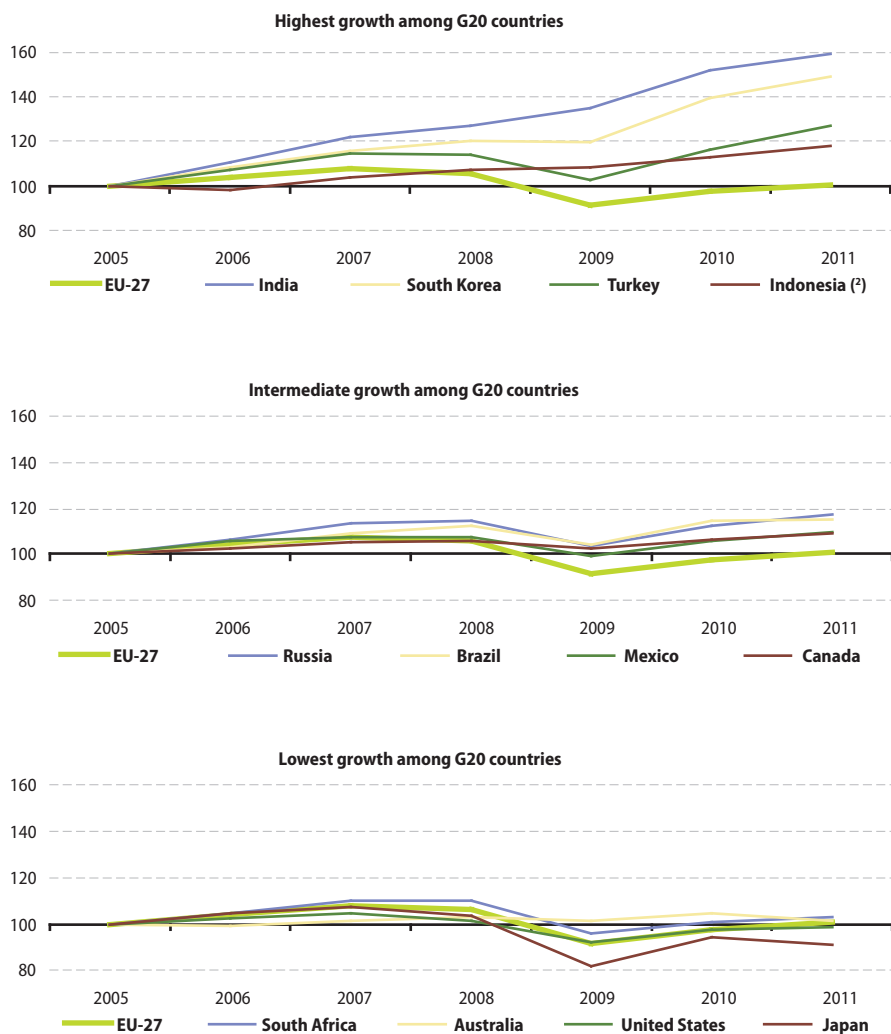 Highest growth among G20 countries
160
140
120
100
80
2005 2006 2007 2008 2009 2010 2011
EU-27 India South Korea Turkey Indonesia (²)
Intermediate growth among G20 countries
160
140
120
100
80
2005 2006 2007 2008 2009 2010 2011
EU-27 Russia Brazil Mexico Canada
Lowest growth among G20 countries
160
140
120
100
80
2005 2006 2007 2008 2009 2010 2011
EU-27 South Africa Australia United States Japan